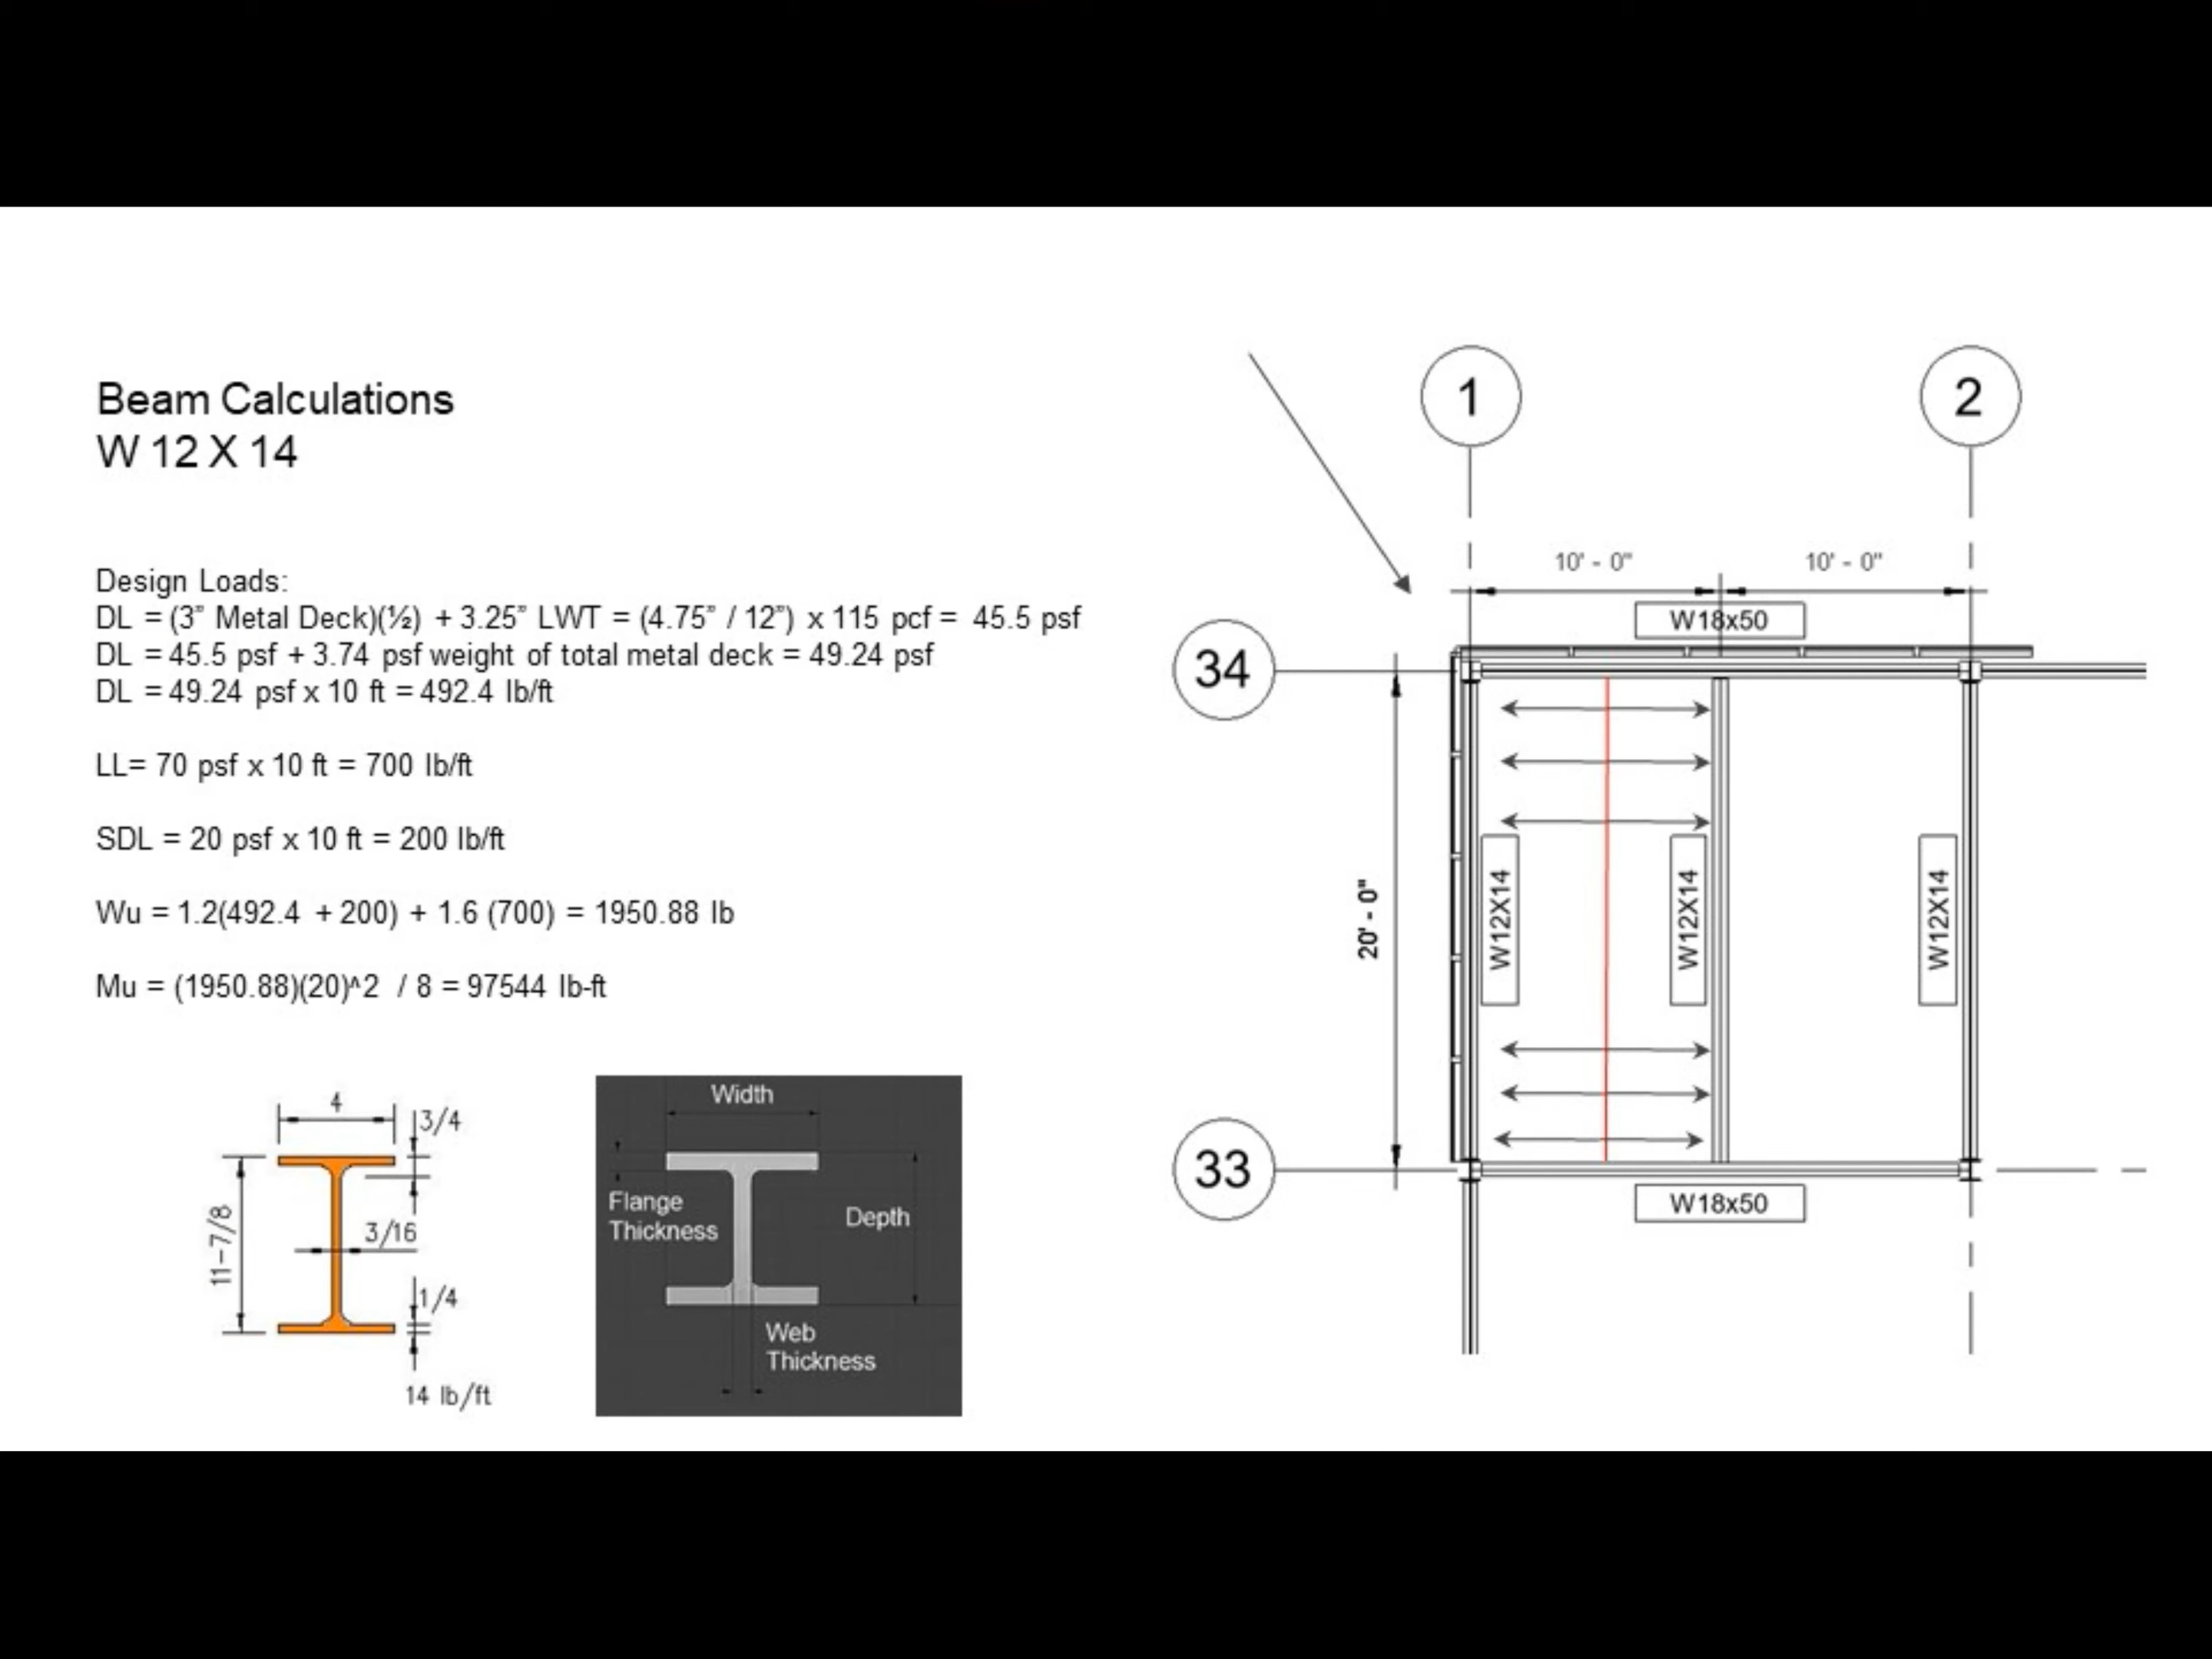 Beam Calculations
W 12 X 14
Design Loads:
DL = (3” Metal Deck)(½) + 3.25” LWT = (4.75” / 12”) x 115 pcf = 45.5 psf
DL = 45.5 psf + 3.74 psf weight of total metal deck = 49.24 psf
DL = 49.24 psf x 10 ft = 492.4 lb/ft
LL= 70 psf x 10 ft = 700 lb/ft
SDL = 20 psf x 10 ft = 200 lb/ft
Wu = 1.2(492.4 + 200) + 1.6 (700) = 1950.88 lb
Mu = (1950.88)(20)^2 / 8 = 97544 lb-ft
4
3/4
11-7/8
3/16
1/4
14 lb/ft
Width
Flange
Thickness
Depth
Web
Thickness
1
2
10' - 0"
10' - 0"
W18x50
34
20' - 0"
W12X14
W12X14
W12X14
33
W18x50